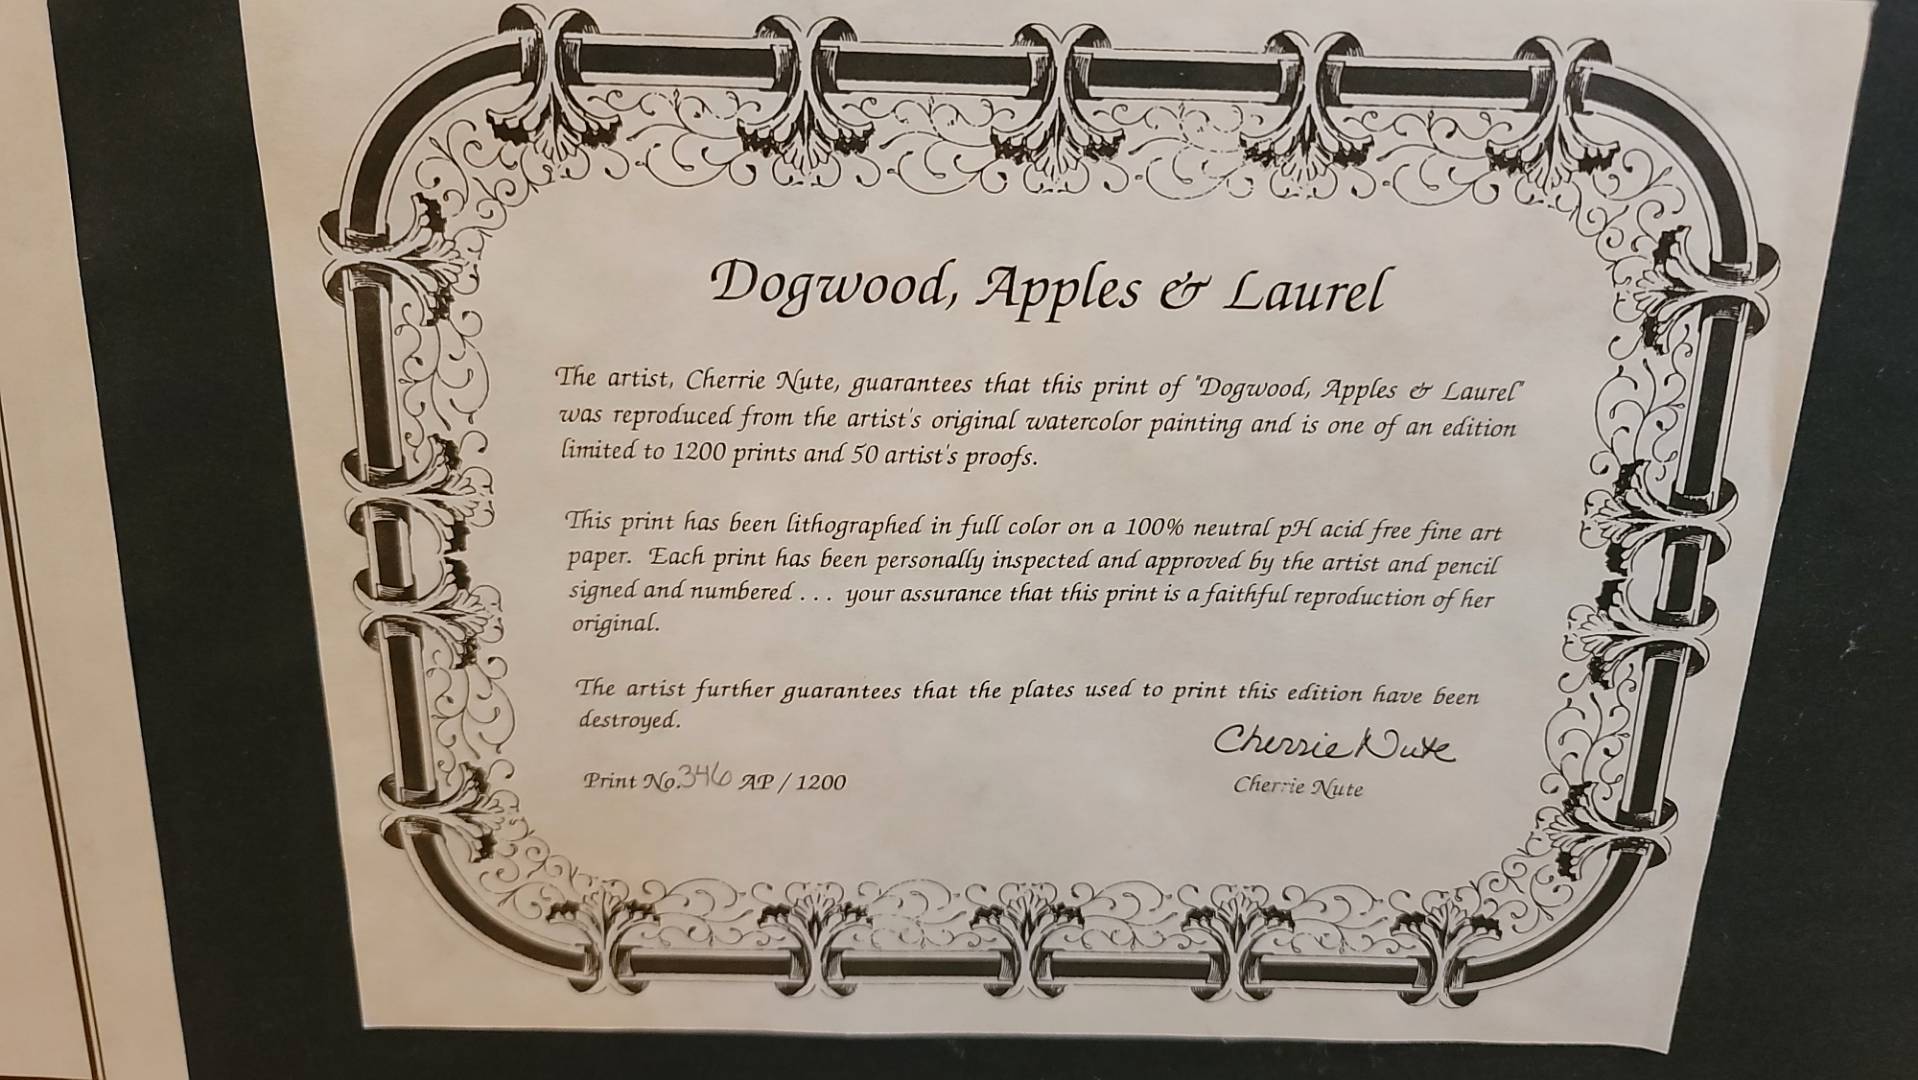 Dogwood, Apples & Laurel
The artist, Cherrie Nute, guarantees that this print of "Dogwood, Apples & Laurel"
was reproduced from the artist's original watercolor painting and is one of an edition
limited to 1200 prints and 50 artist's proofs.
This print has been lithographed in full color on a 100% neutral pH acid free fine art
paper. Each print has been personally inspected and approved by the artist and pencil
signed and numbered . . . your assurance that this print is a faithful reproduction of her
original.
The artist further guarantees that the plates used to print this edition have been
destroyed.
Cherrie Nute
Print No. 346 AP / 1200
Cherrie Nute